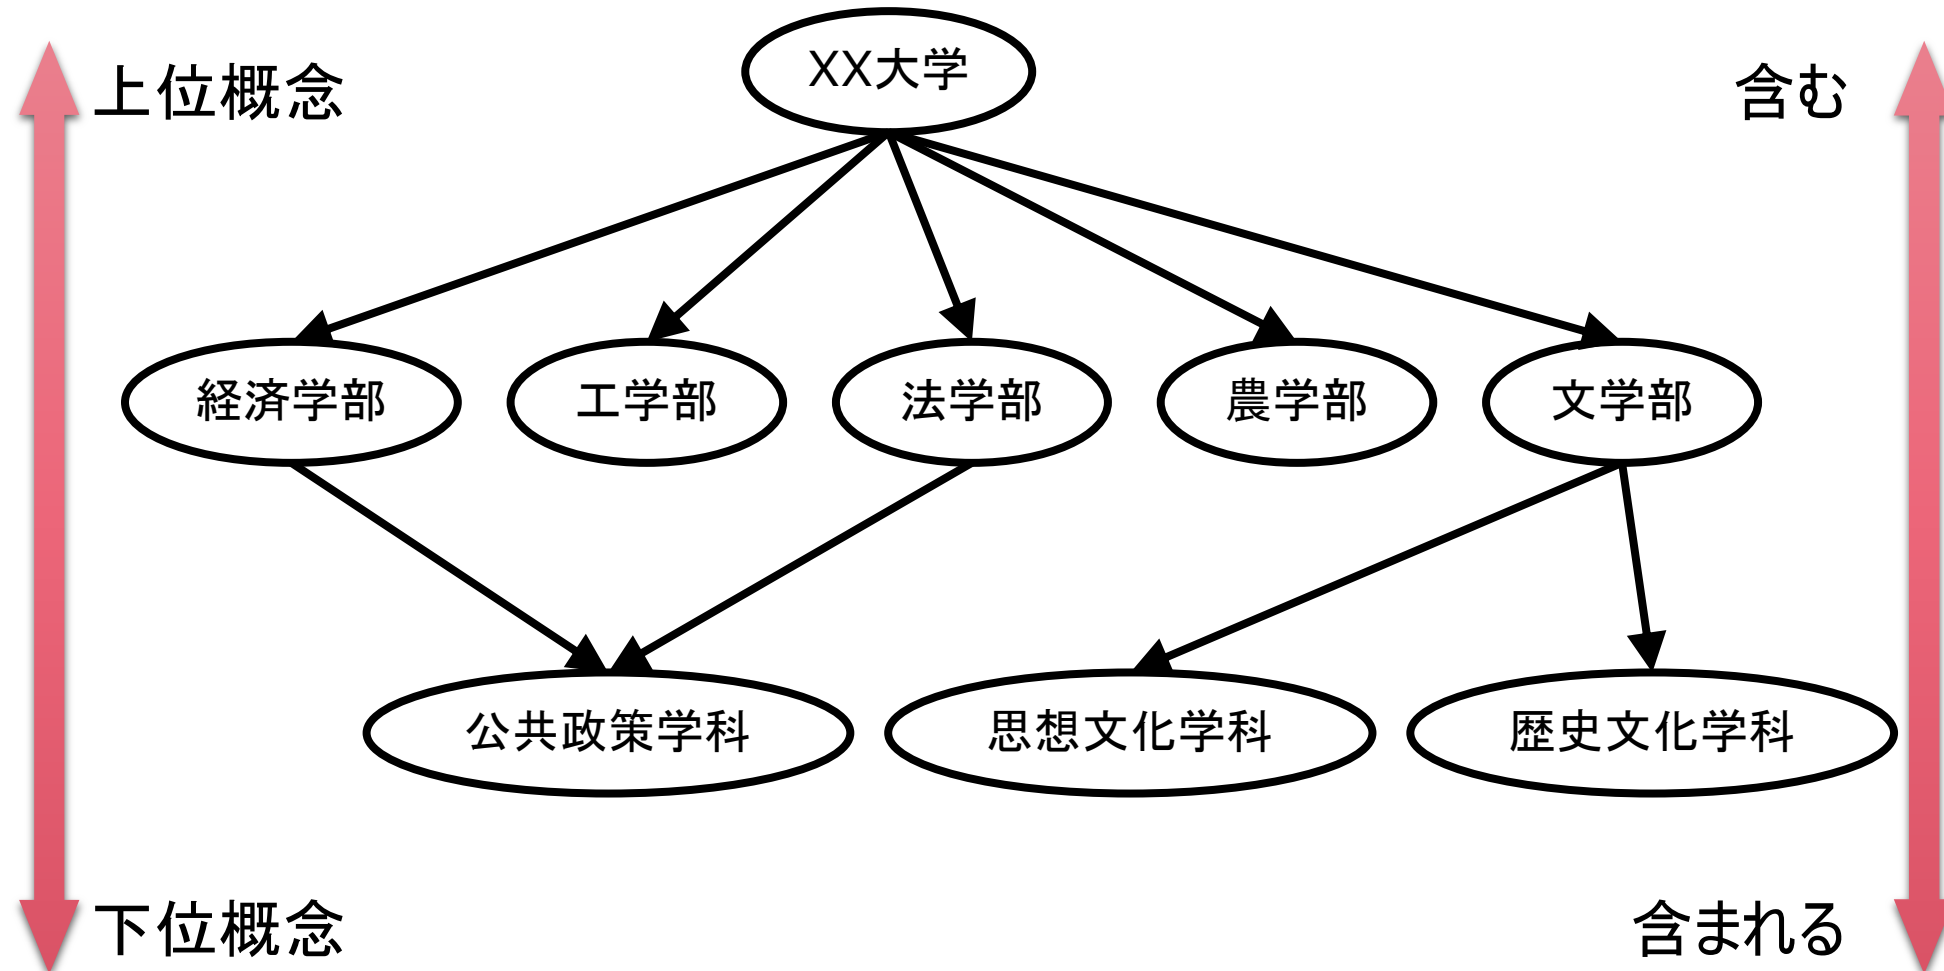 XX大学
上位概念
含む
経済学部
工学部
法学部
農学部
文学部
公共政策学科
思想文化学科
歴史文化学科
下位概念
含まれる